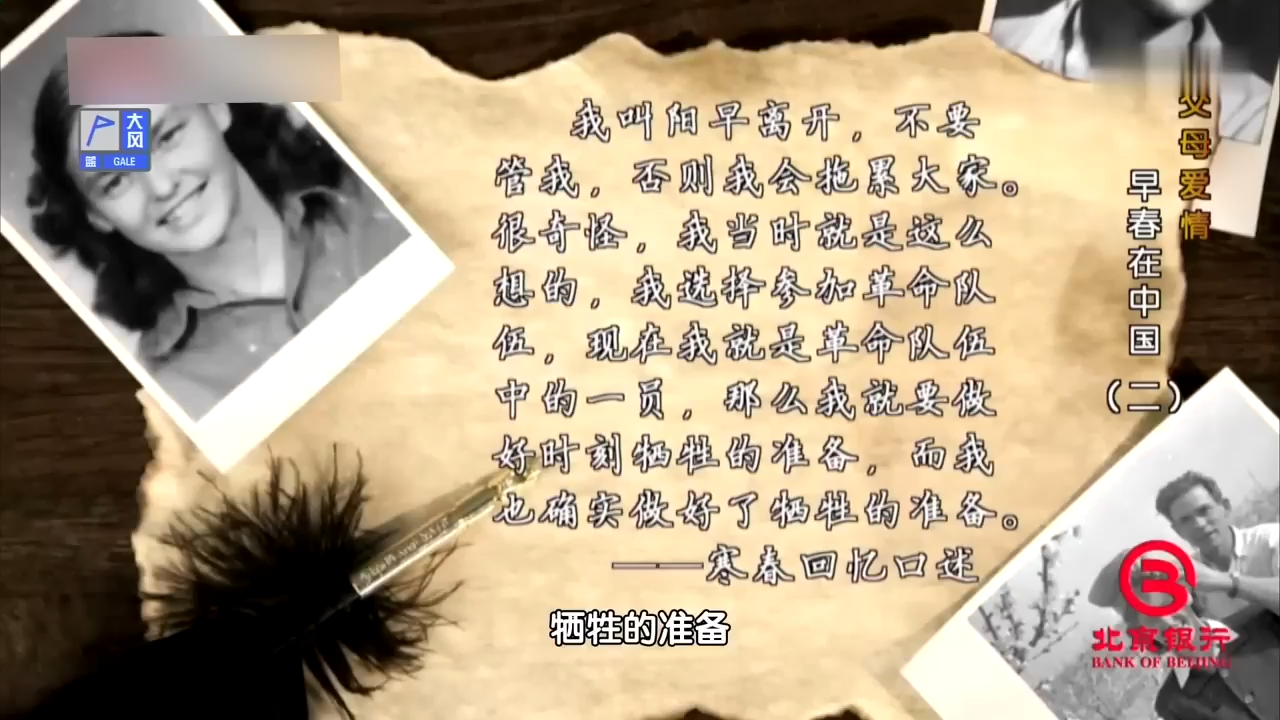 大风
蓝 GALE
我叫阳早离开，不要
管我，否则我会拖累大家。
很奇怪，我当时就是这么
想的，我选择参加革命队
伍，现在我就是革命队伍
中的一员，那么我就要做
好时刻牺牲的准备，而我
也确实做好了牺牲的准备。
——寒春回忆口述
牺牲的准备
父母爱情
早春在中国
（二）
北京银行
BANK OF BEIJING